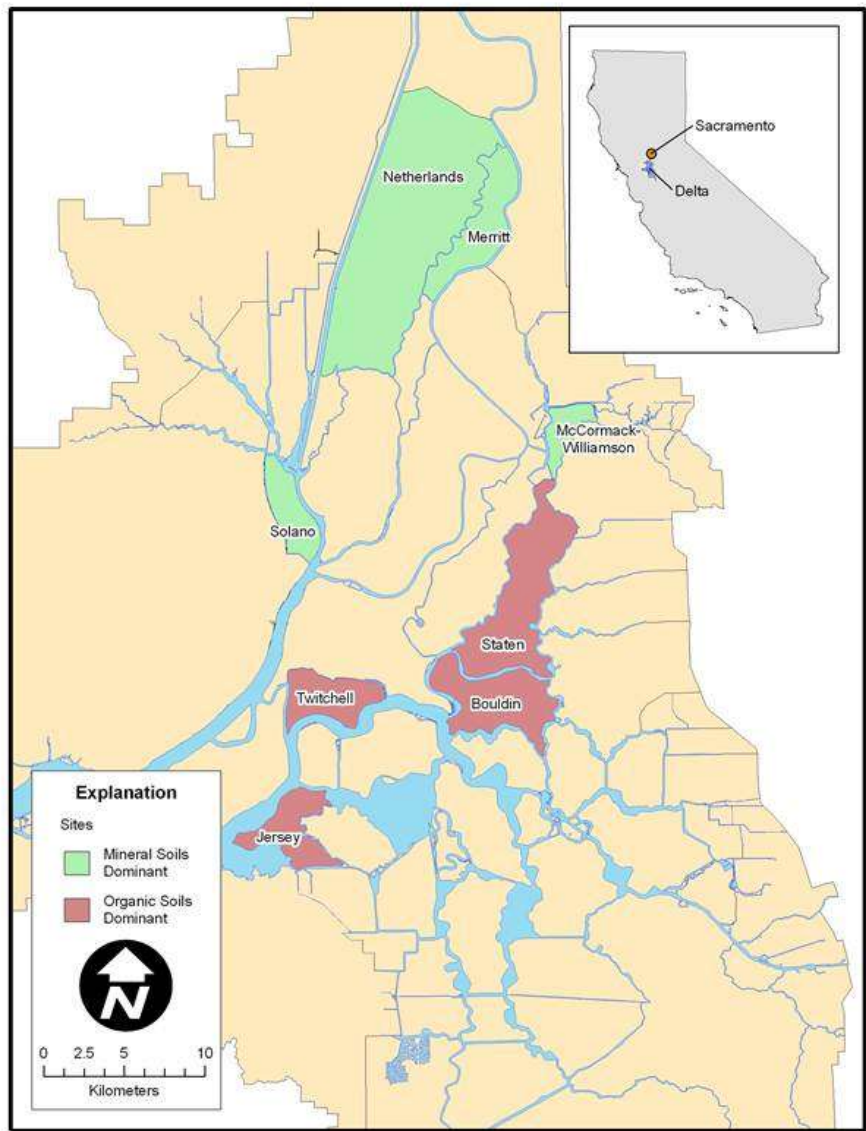 Sacramento
Delta
Netherlands
Merritt
McCormack-
Williamson
Solano
Staten
Twitchell
Bouldin
Jersey
Explanation
Sites
Mineral Soils
Dominant
Organic Soils
Dominant
N
0 2.5 5 10
Kilometers